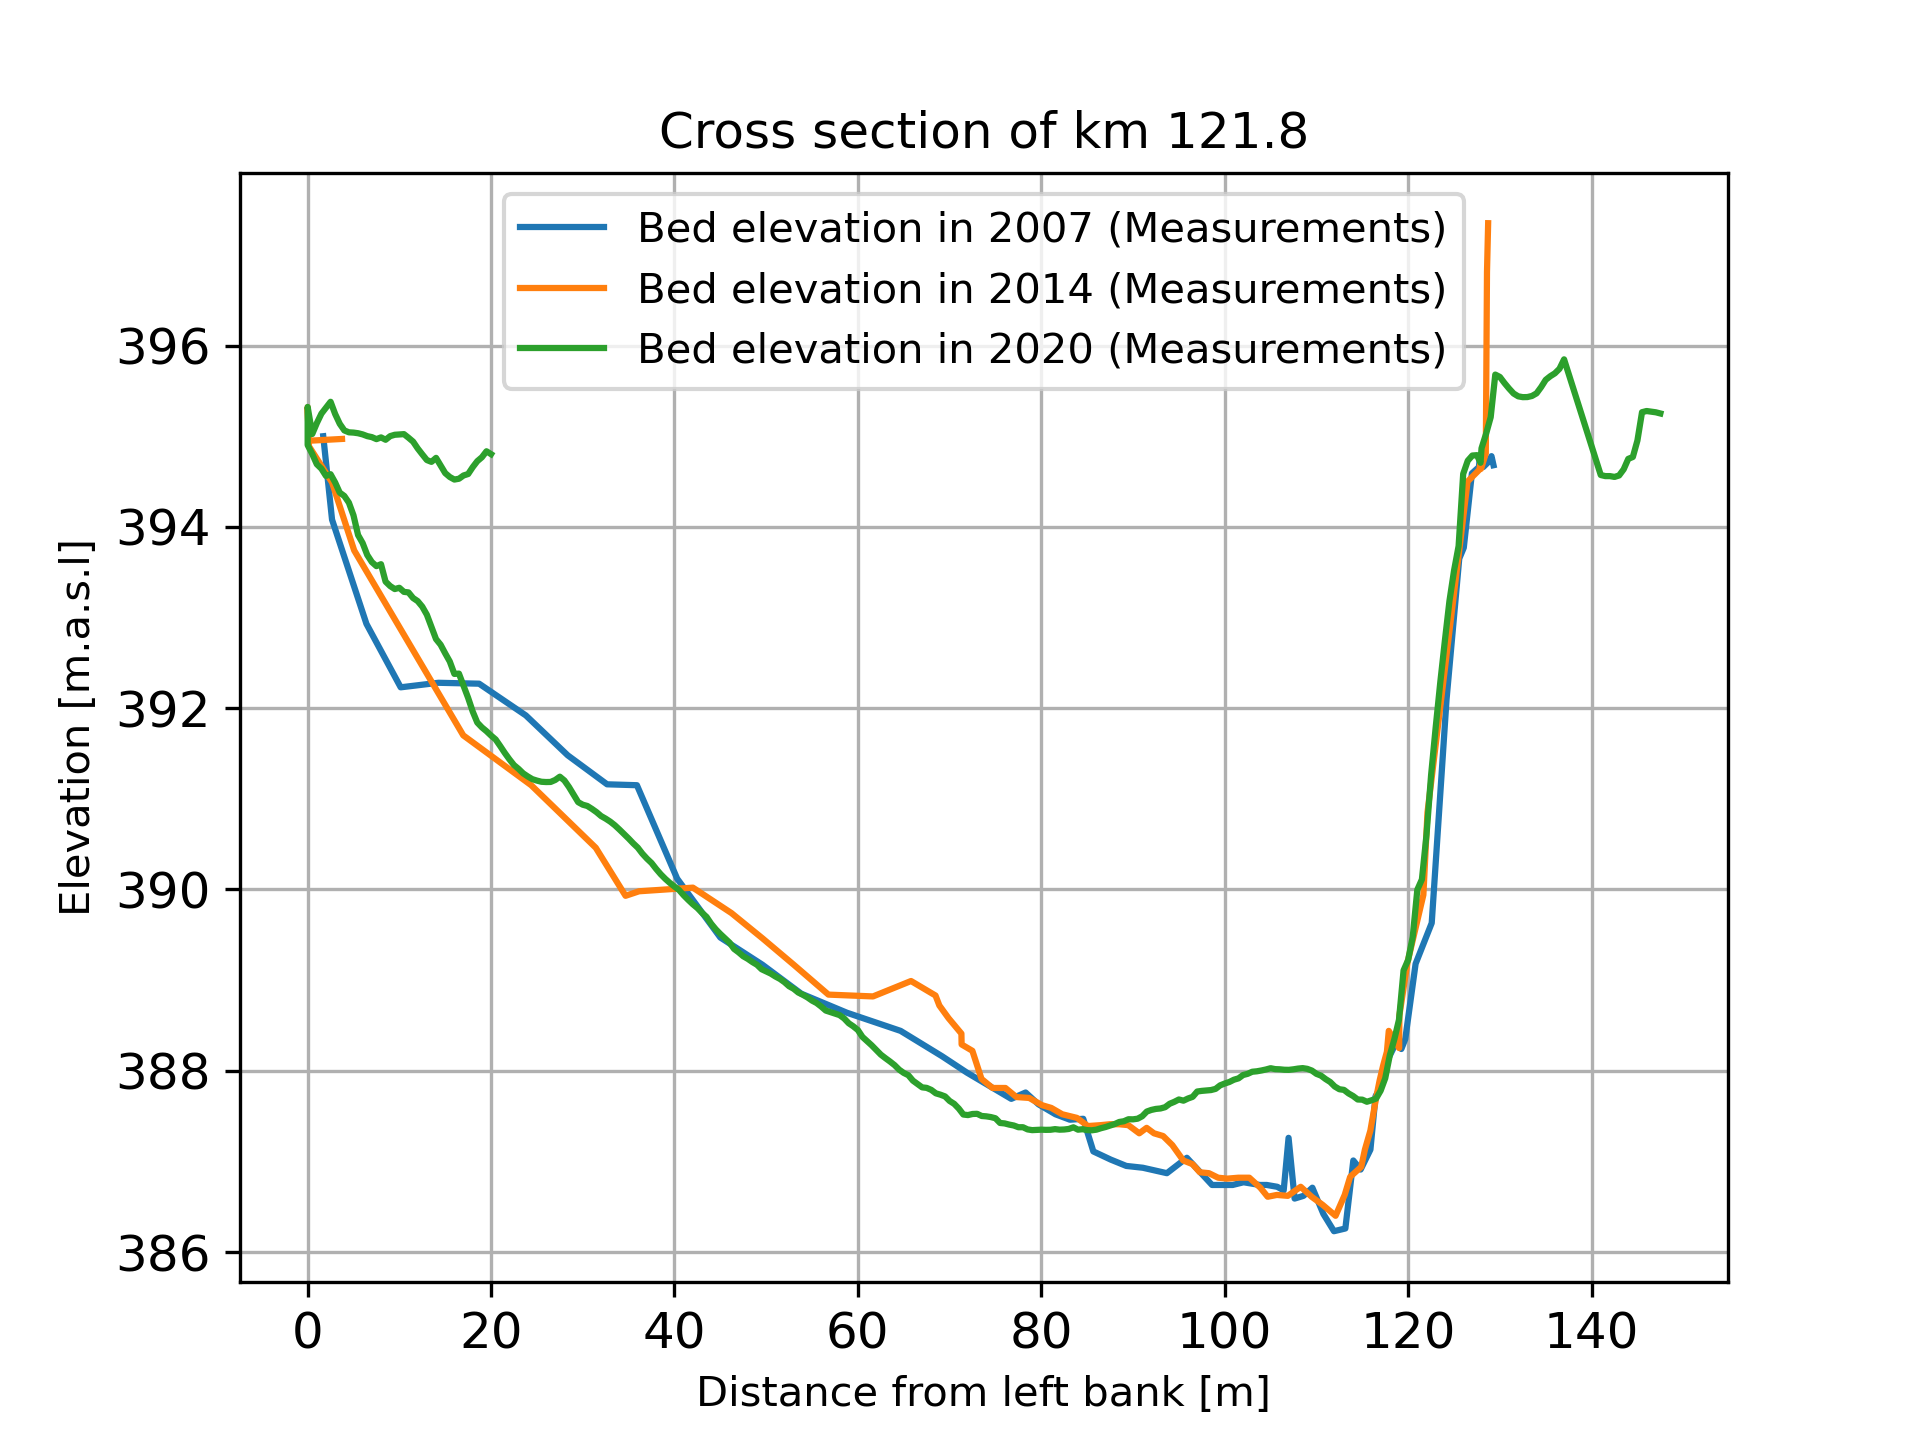 Cross section of km 121.8
Bed elevation in 2007 (Measurements)
Bed elevation in 2014 (Measurements)
Bed elevation in 2020 (Measurements)
396
394
392
390
388
386
Elevation [m.a.s.l]
0 20 40 60 80 100 120 140
Distance from left bank [m]